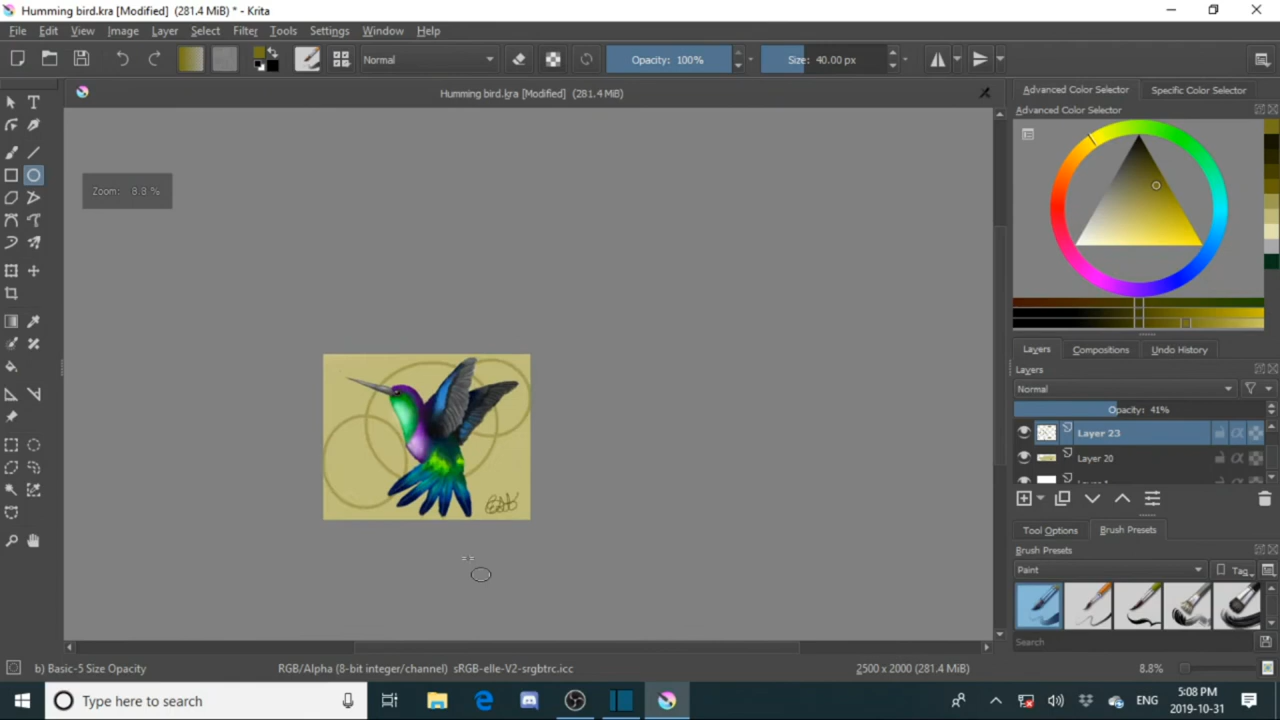 Humming bird.kra [Modified] (281.4 MiB) * - Krita
File Edit View Image Layer Select Filter Tools Settings Window Help
Normal
Opacity: 100%
Size: 40.00 px
Humming bird.kra [Modified] (281.4 MiB)
Advanced Color Selector
Specific Color Selector
Advanced Color Selector
Zoom: 8.8 %
Layers
Compositions
Undo History
Layers
Normal
Opacity: 41%
Layer 23
Layer 20
Tool Options
Brush Presets
Brush Presets
Paint
Tag
Search
b) Basic-5 Size Opacity
RGB/Alpha (8-bit integer/channel) sRGB-elle-V2-srgbtrc.icc
2500 x 2000 (281.4 MiB)
8.8%
Type here to search
ENG
5:08 PM
2019-10-31